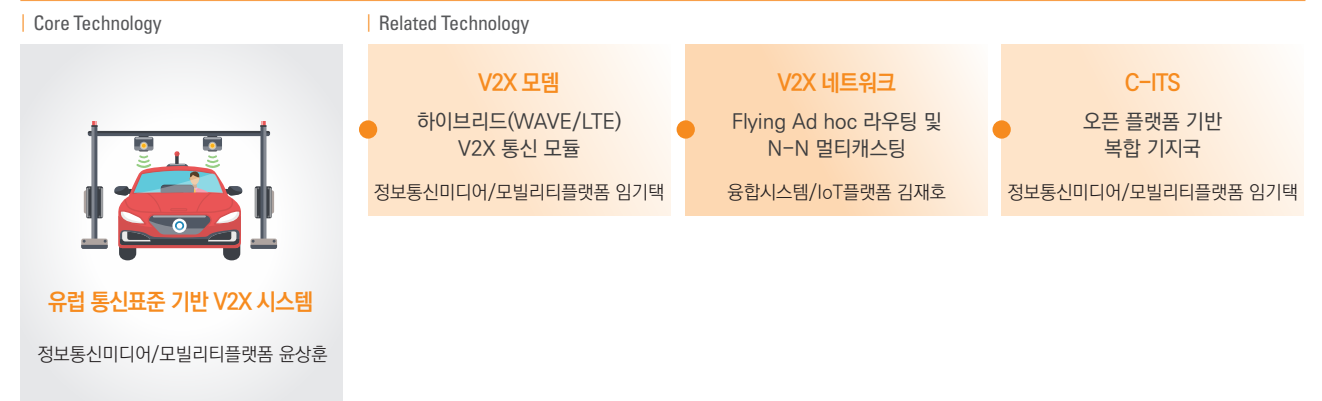 Core Technology
Related Technology
유럽 통신표준 기반 V2X 시스템
정보통신미디어/모빌리티플랫폼 윤상훈
V2X 모뎀
하이브리드(WAVE/LTE)
V2X 통신 모듈
정보통신미디어/모빌리티플랫폼 임기택
V2X 네트워크
Flying Ad hoc 라우팅 및
N-N 멀티캐스팅
융합시스템/IoT플랫폼 김재호
C-ITS
오픈 플랫폼 기반
복합 기지국
정보통신미디어/모빌리티플랫폼 임기택